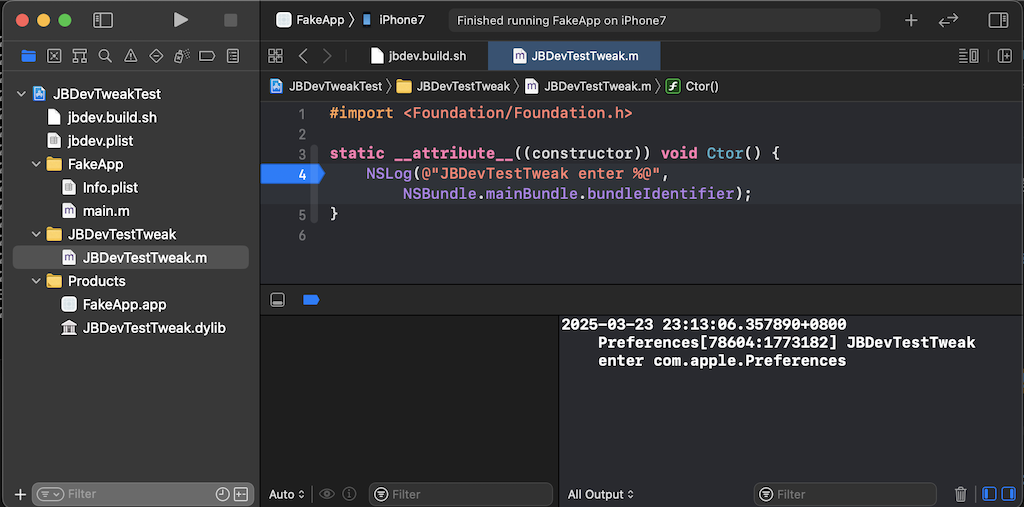 FakeApp
iPhone7
Finished running FakeApp on iPhone7
jbdev.build.sh
JBDevTestTweak.m
JBDevTweakTest
JBDevTestTweak
JBDevTestTweak.m
Ctor()
JBDevTweakTest
jbdev.build.sh
jbdev.plist
FakeApp
Info.plist
main.m
JBDevTestTweak
JBDevTestTweak.m
Products
FakeApp.app
JBDevTestTweak.dylib
Filter
1 #import <Foundation/Foundation.h>
2
3 static __attribute__((constructor)) void Ctor() {
4 NSLog(@"JBDevTestTweak enter %@",
NSBundle.mainBundle.bundleIdentifier);
5 }
6
2025-03-23 23:13:06.357890+0800
Preferences[78604:1773182] JBDevTestTweak
enter com.apple.Preferences
Auto
Filter
All Output
Filter